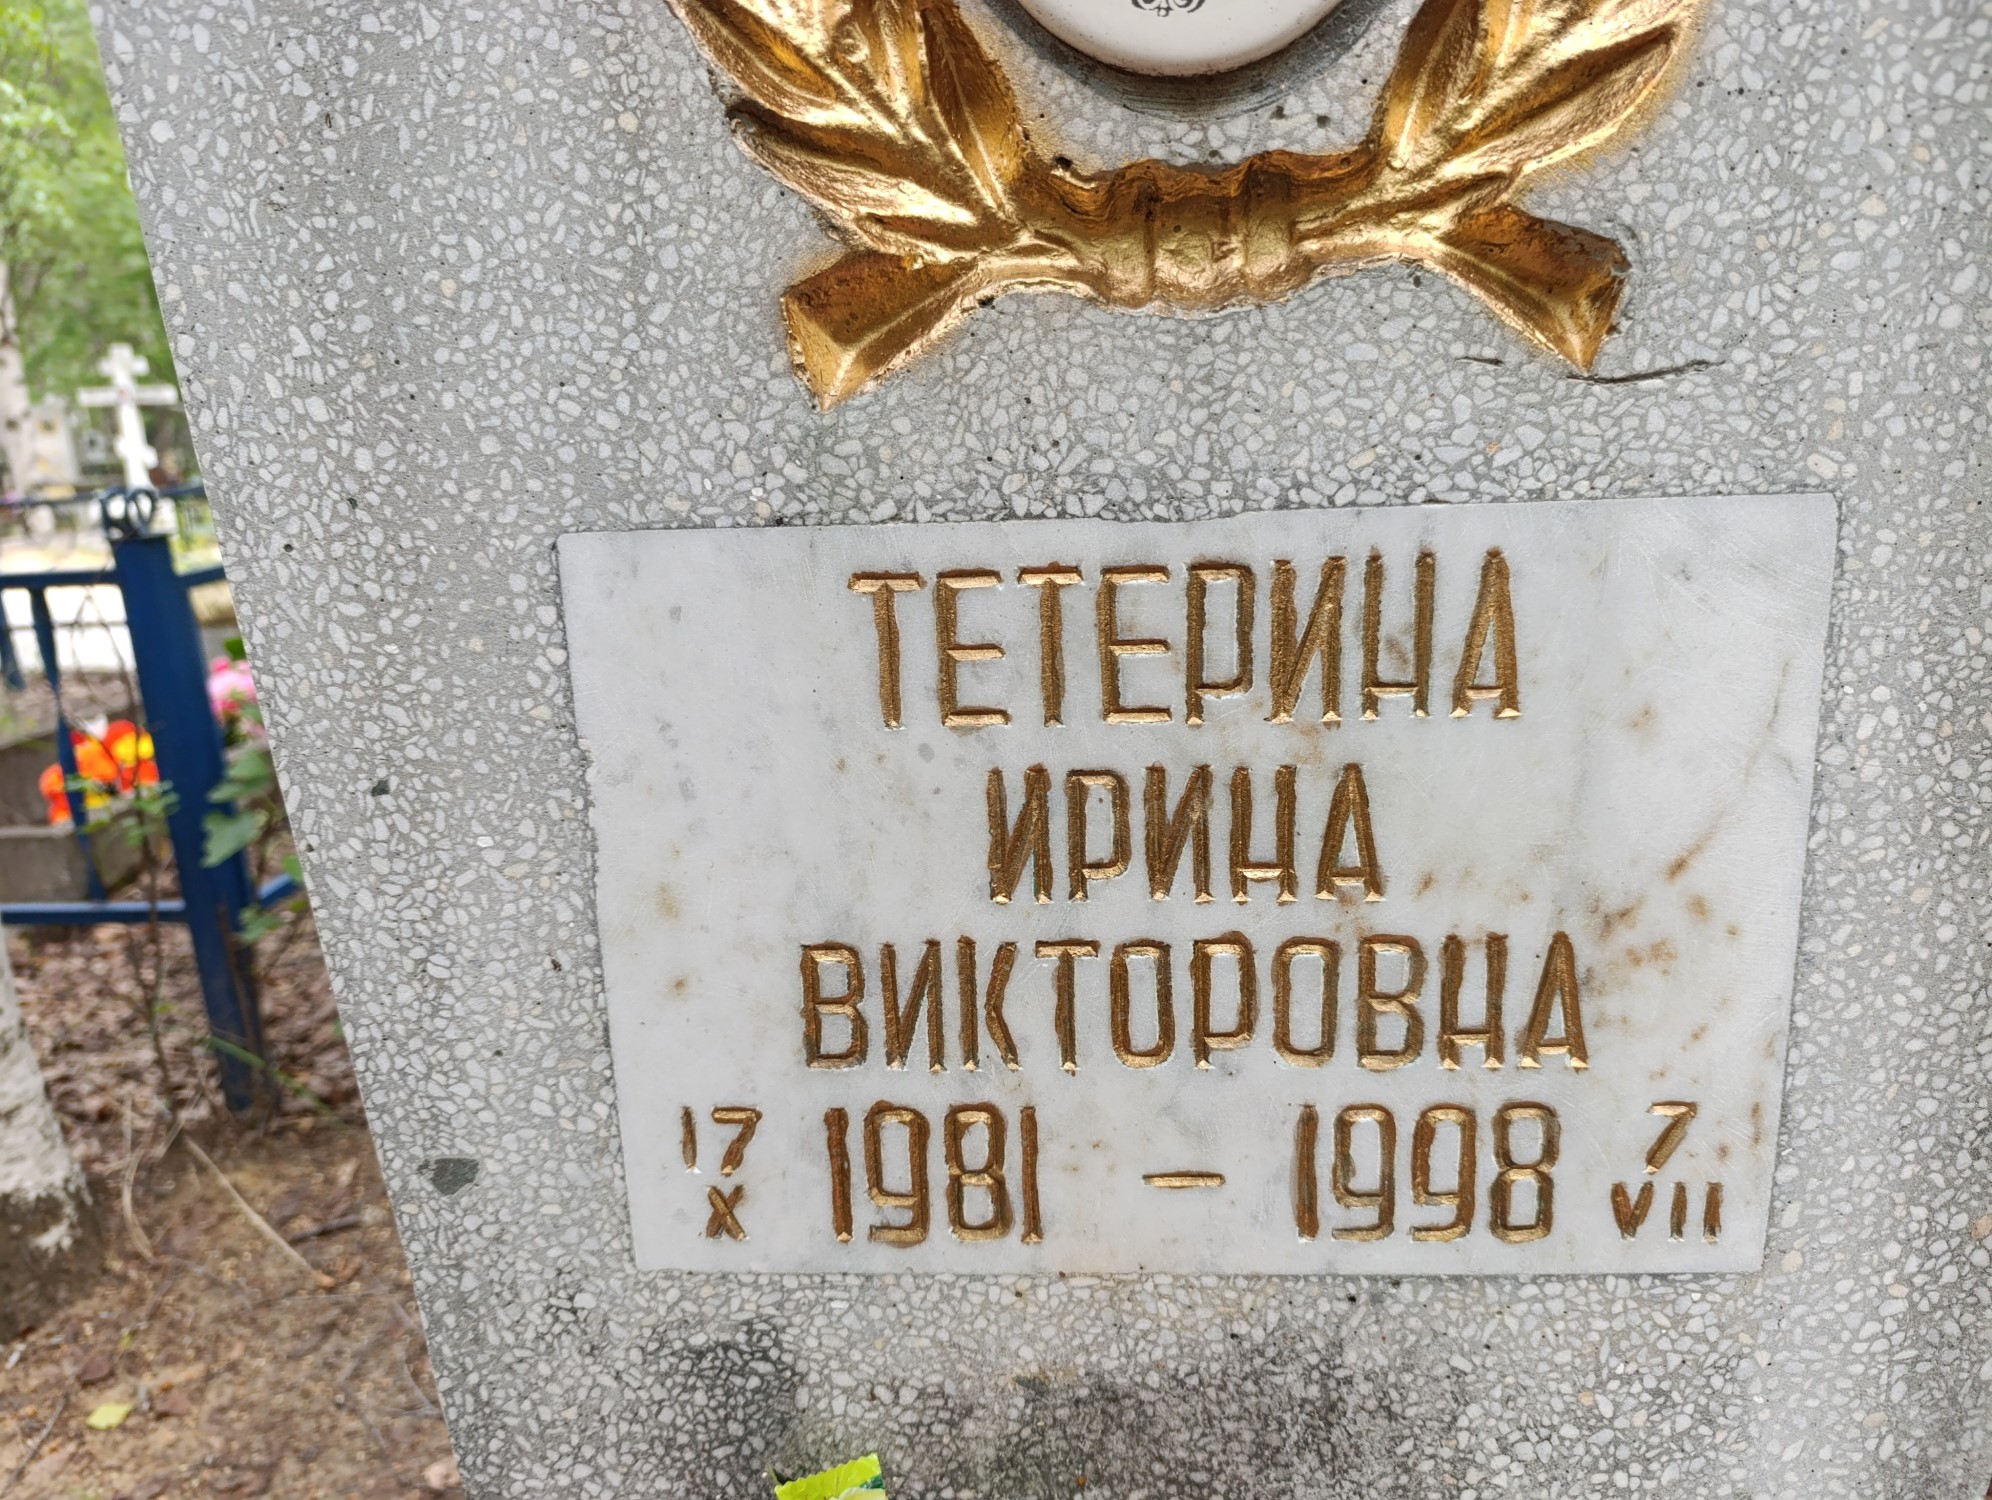 ТЕТЕРИНА
ИРИНА
ВИКТОРОВНА
17 X 1981 — 1998 7 VII